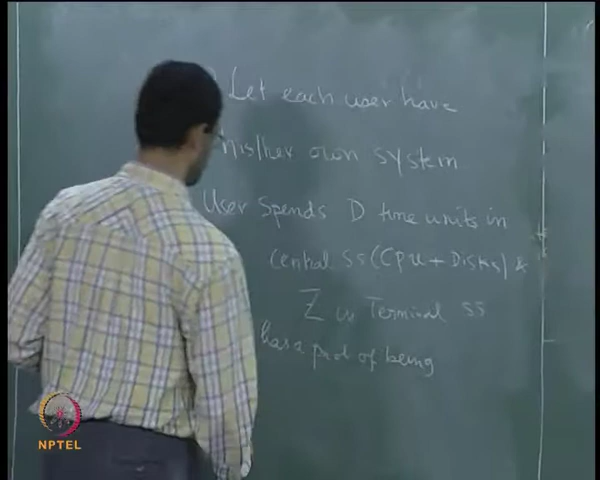 Let each user have
his/her own system
User spends D time units in
central SS (CPU + Disks) &
Z in Terminal SS
has a prob of being
NPTEL